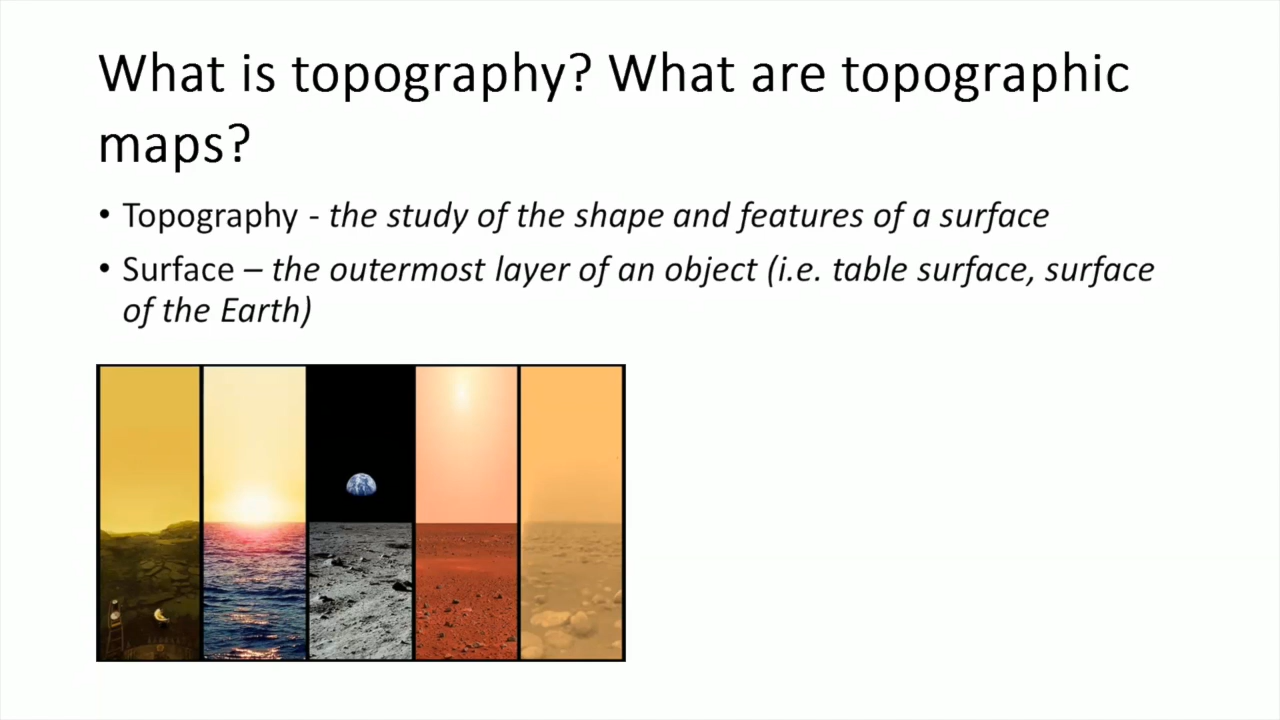 What is topography? What are topographic
maps?
• Topography - the study of the shape and features of a surface
• Surface – the outermost layer of an object (i.e. table surface, surface
of the Earth)